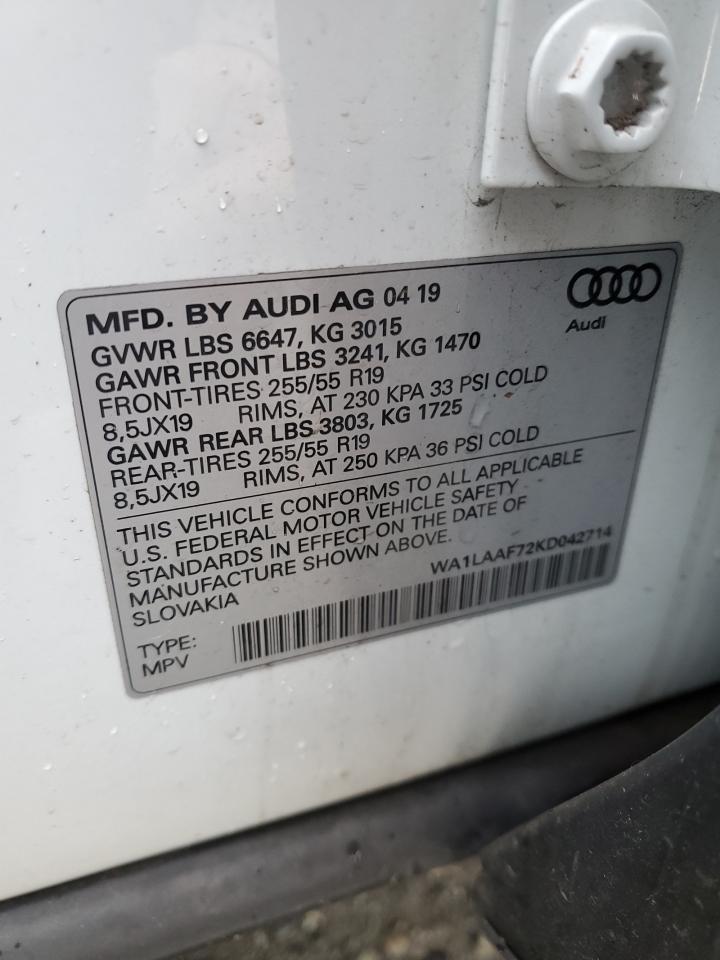 MFD. BY AUDI AG 04 19
GVWR LBS 6647, KG 3015
GAWR FRONT LBS 3241, KG 1470
FRONT-TIRES 255/55 R19
8,5JX19 RIMS, AT 230 KPA 33 PSI COLD
GAWR REAR LBS 3803, KG 1725
REAR-TIRES 255/55 R19
8,5JX19 RIMS, AT 250 KPA 36 PSI COLD
Audi
THIS VEHICLE CONFORMS TO ALL APPLICABLE
U.S. FEDERAL MOTOR VEHICLE SAFETY
STANDARDS IN EFFECT ON THE DATE OF
MANUFACTURE SHOWN ABOVE.
SLOVAKIA
WA1LAAF72KD042714
TYPE:
MPV